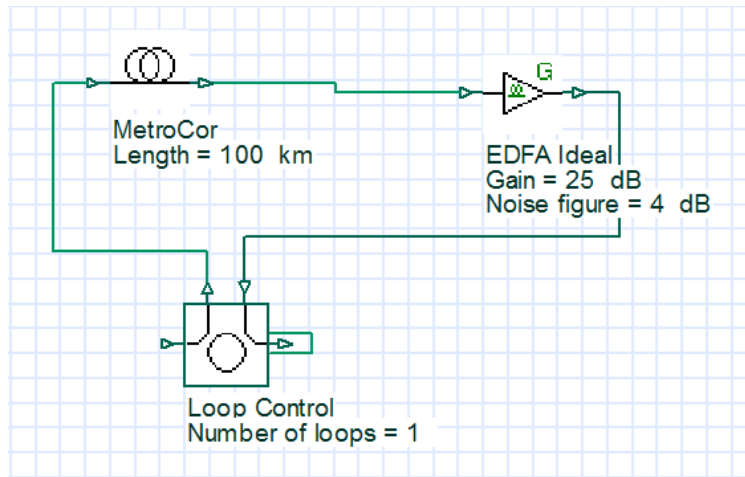 G
MetroCor
Length = 100 km
EDFA Ideal
Gain = 25 dB
Noise figure = 4 dB
Loop Control
Number of loops = 1